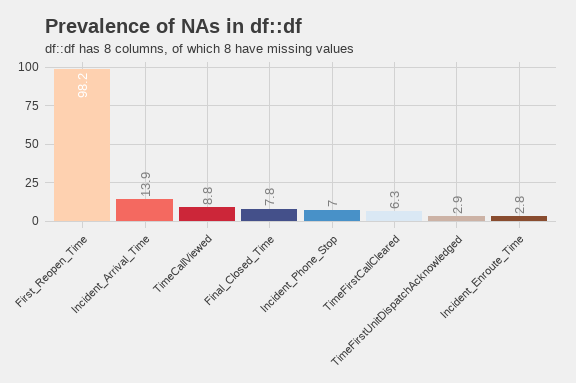 Prevalence of NAs in df::df
df::df has 8 columns, of which 8 have missing values
100
75
50
25
0
98.2
13.9
8.8
7.8
7
6.3
2.9
2.8
First_Reopen_Time
Incident_Arrival_Time
TimeCallViewed
Final_Closed_Time
Incident_Phone_Stop
TimeFirstCallCleared
TimeFirstUnitDispatchAcknowledged
Incident_Enroute_Time